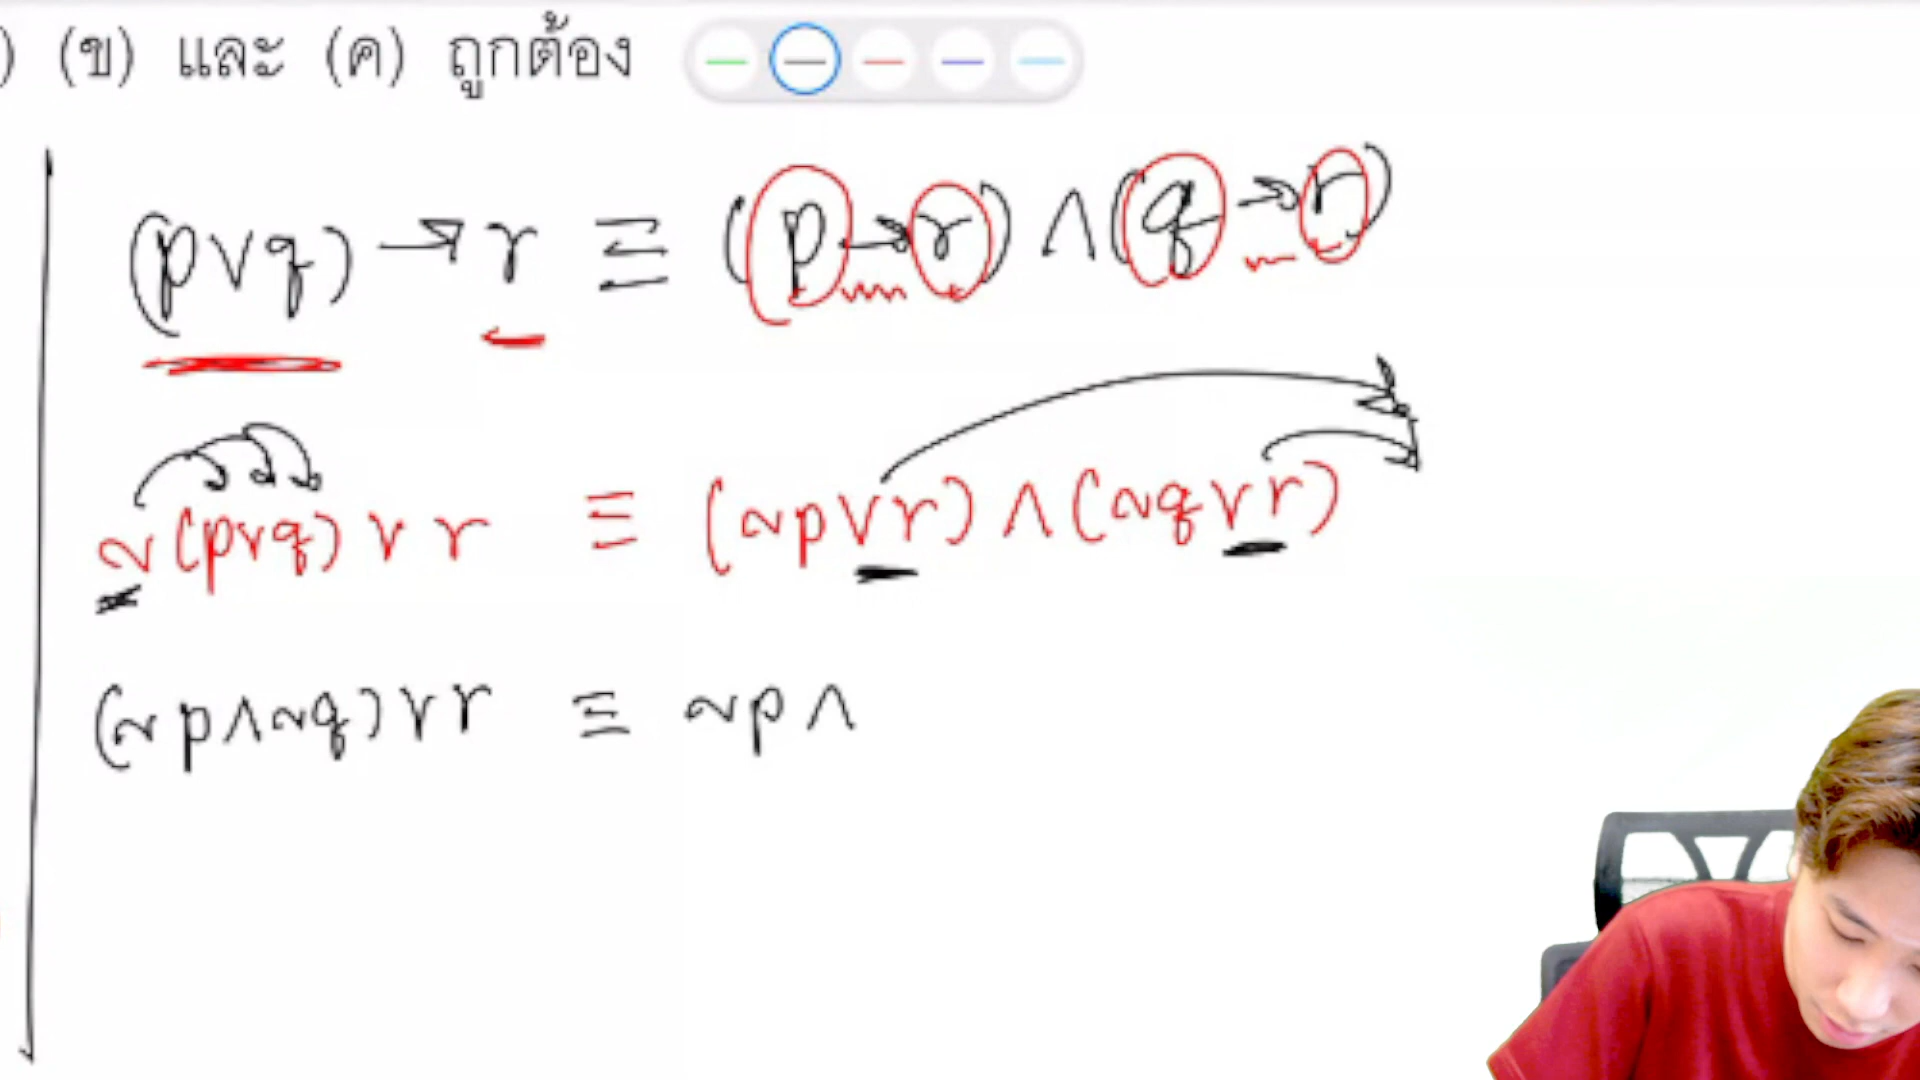 ) (ข) และ (ค) ถูกต้อง
(p∨q) → r ≡ (p → r) ∧ (q → r)
~(p∨q) ∨ r ≡ (~p∨r) ∧ (~q∨r)
(~p∧~q)∨r ≡ ~p∧